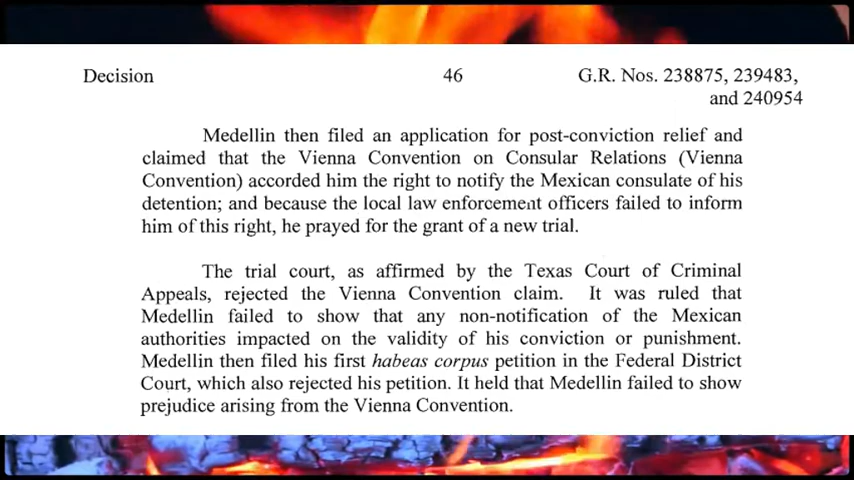 Decision 46 G.R. Nos. 238875, 239483,
and 240954
Medellin then filed an application for post-conviction relief and
claimed that the Vienna Convention on Consular Relations (Vienna
Convention) accorded him the right to notify the Mexican consulate of his
detention; and because the local law enforcement officers failed to inform
him of this right, he prayed for the grant of a new trial.
The trial court, as affirmed by the Texas Court of Criminal
Appeals, rejected the Vienna Convention claim. It was ruled that
Medellin failed to show that any non-notification of the Mexican
authorities impacted on the validity of his conviction or punishment.
Medellin then filed his first habeas corpus petition in the Federal District
Court, which also rejected his petition. It held that Medellin failed to show
prejudice arising from the Vienna Convention.